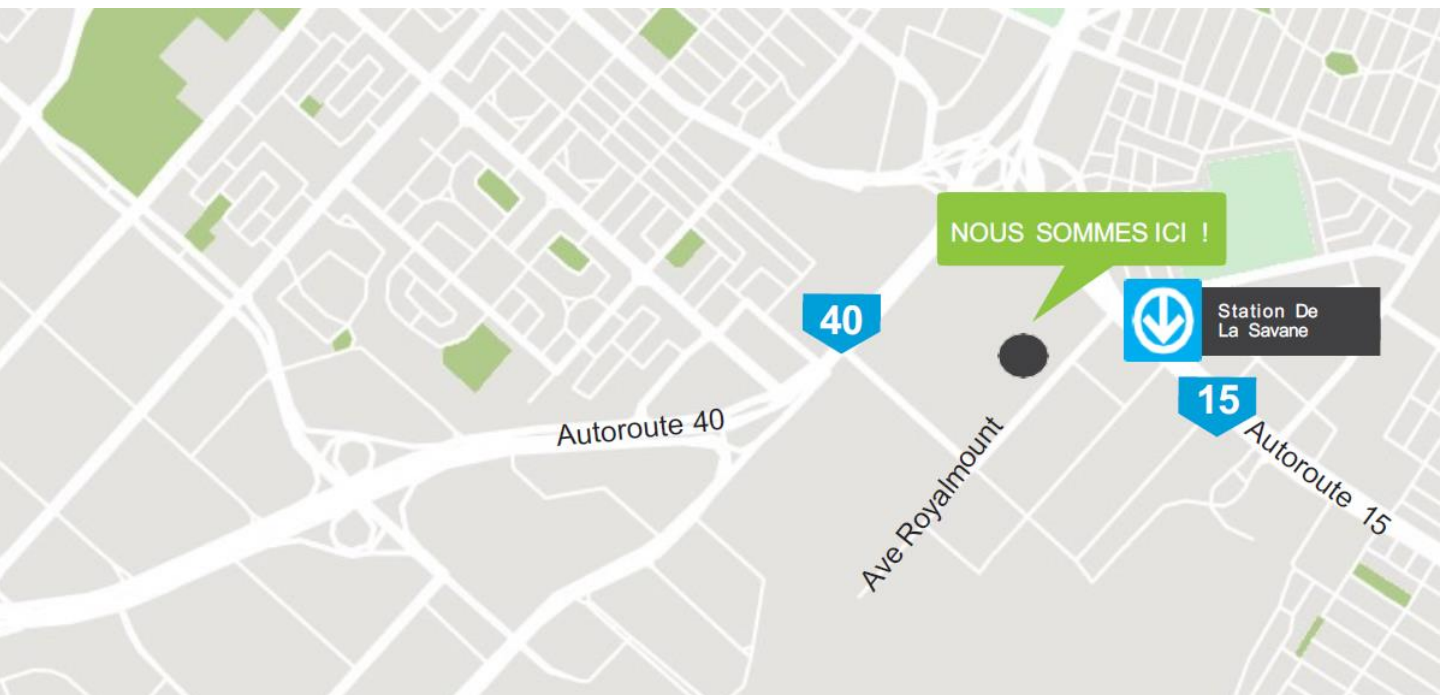 NOUS SOMMES ICI !
40
Station De
La Savane
15
Autoroute 40
Autoroute 15
Ave Royalmount